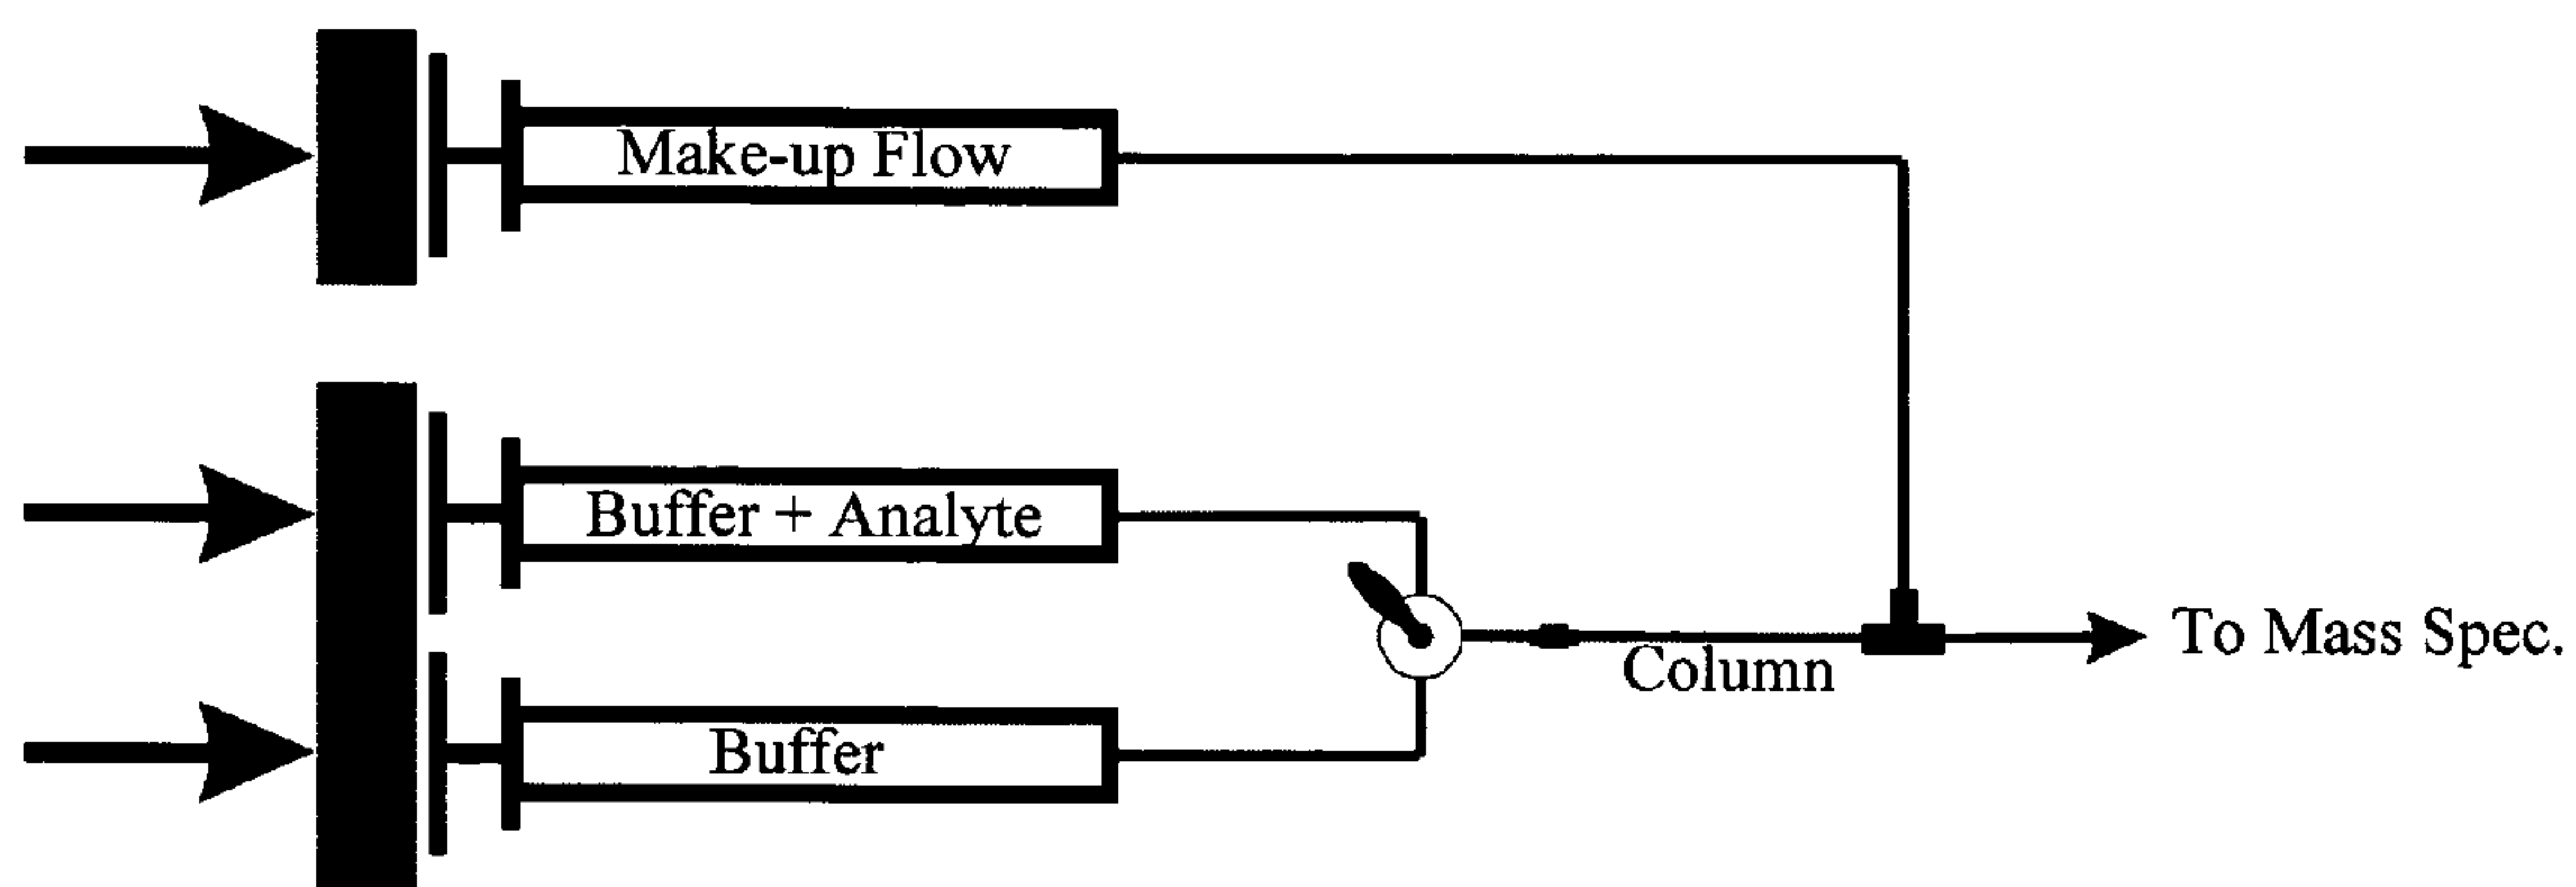 Make-up Flow
Buffer + Analyte
Buffer
Column
To Mass Spec.